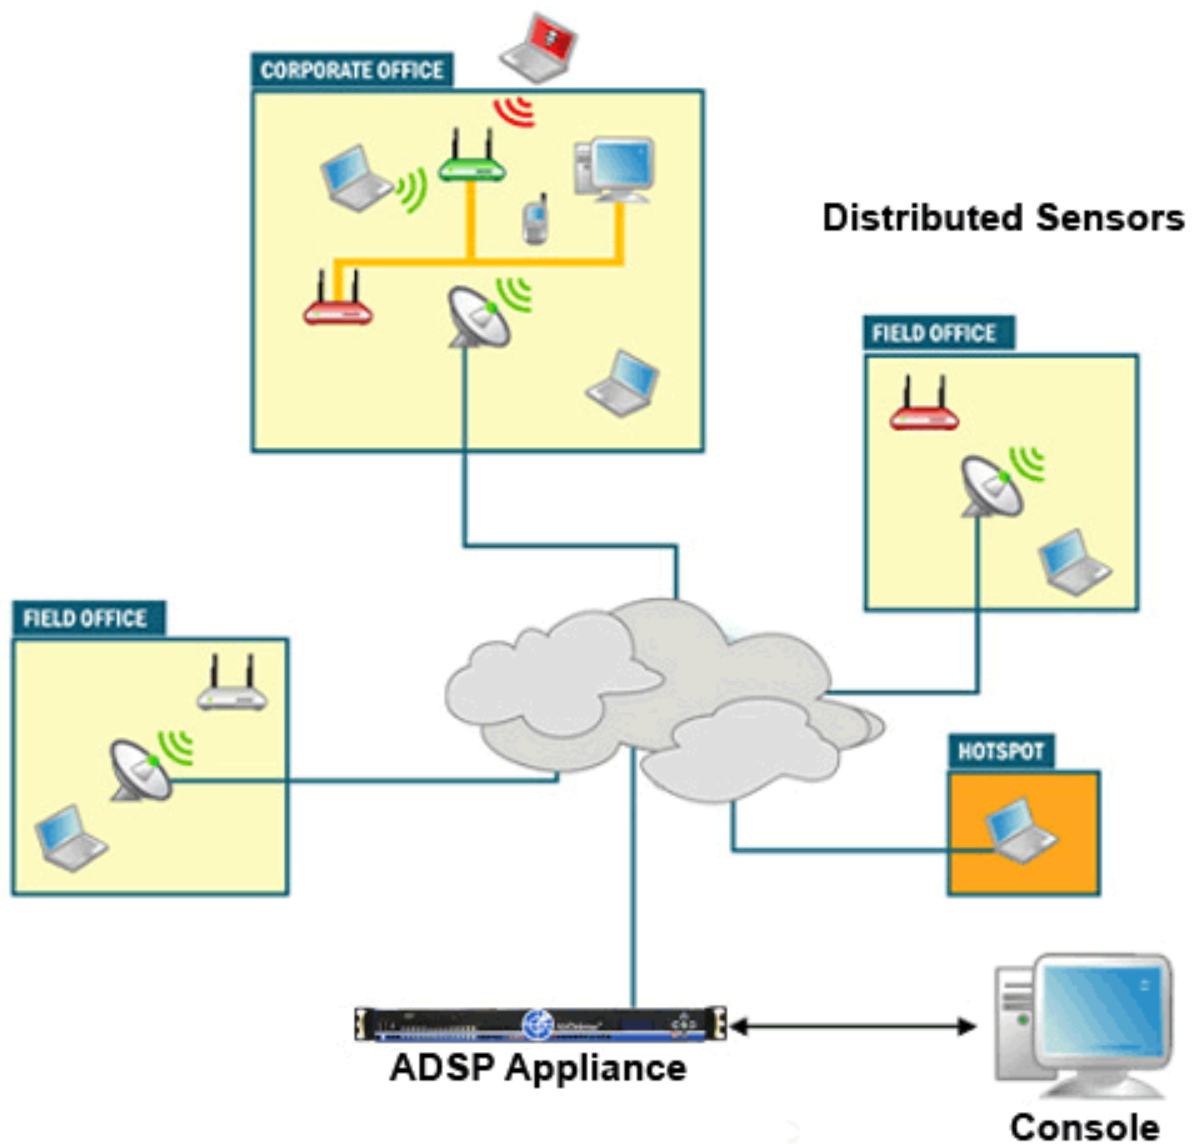 CORPORATE OFFICE
Distributed Sensors
FIELD OFFICE
FIELD OFFICE
HOTSPOT
ADSP Appliance
Console